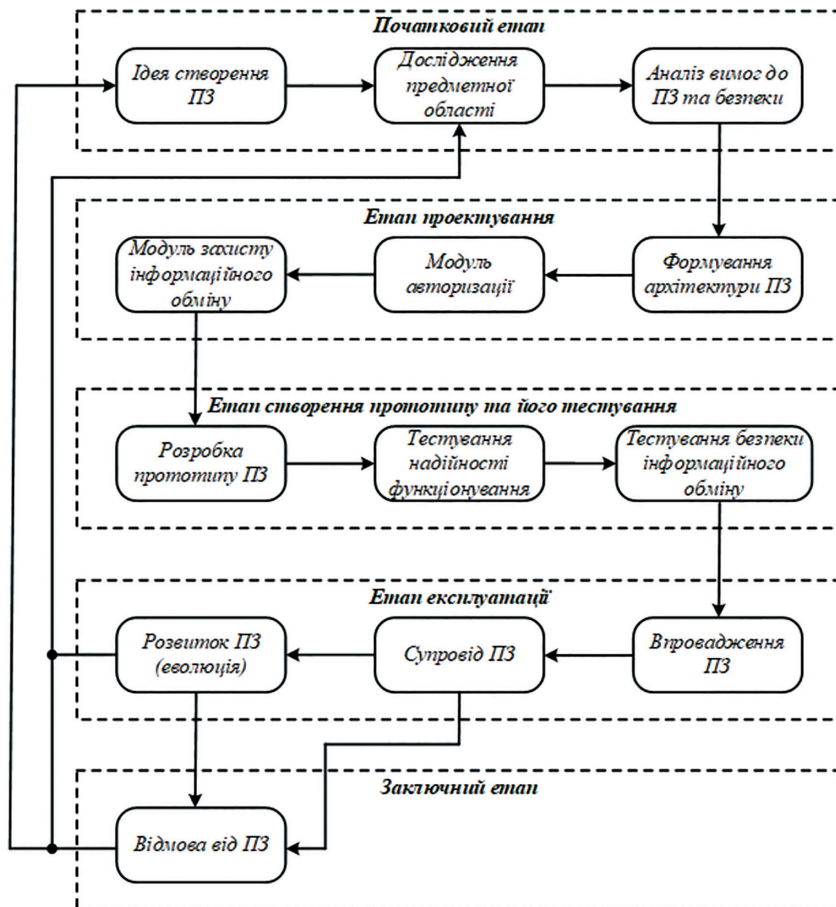 Початковий етап
Ідея створення
ПЗ
Дослідження
предметної
області
Аналіз вимог до
ПЗ та безпеки
Етап проектування
Модуль захисту
інформаційного
обміну
Модуль
авторизації
Формування
архітектури ПЗ
Етап створення прототипу та його тестування
Розробка
прототипу ПЗ
Тестування
надійності
функціонування
Тестування безпеки
інформаційного
обміну
Етап експлуатації
Розвиток ПЗ
(еволюція)
Супровід ПЗ
Впровадження
ПЗ
Заключний етап
Відмова від ПЗ